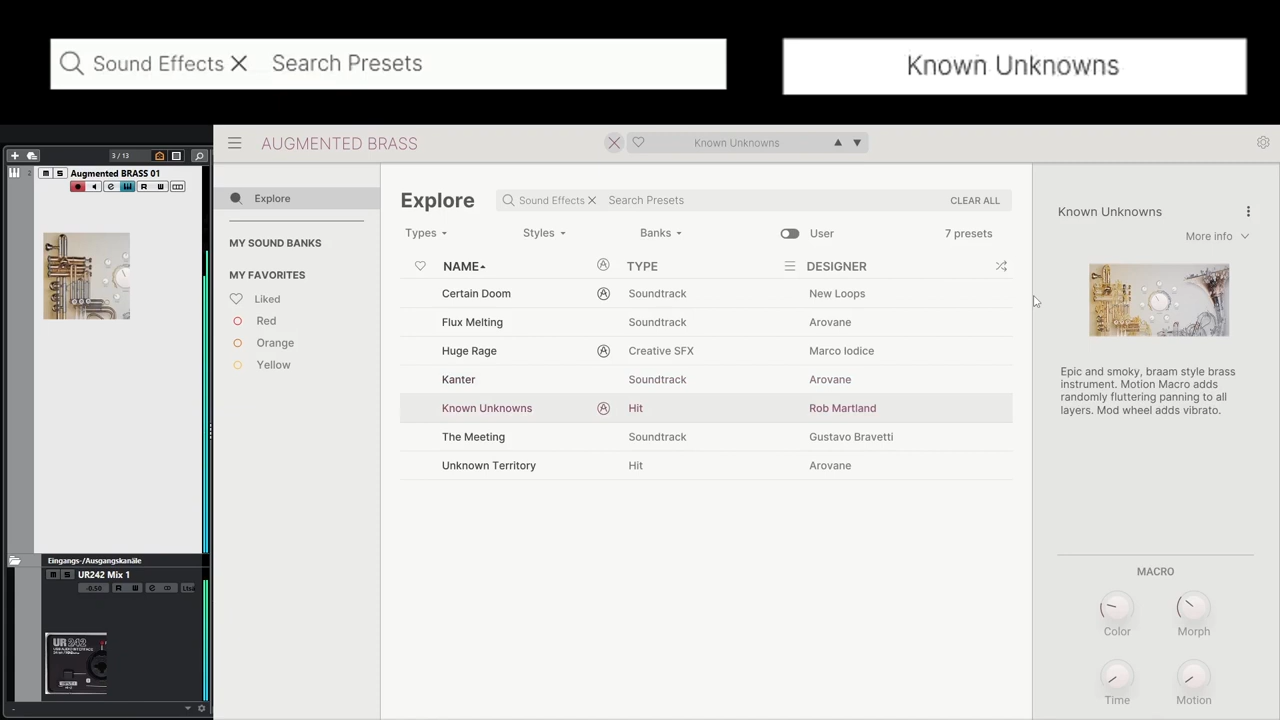 Sound Effects Search Presets
Known Unknowns
3 / 13
M S Augmented BRASS 01
R W
2
AUGMENTED BRASS
Known Unknowns
Explore
MY SOUND BANKS
MY FAVORITES
Liked
Red
Orange
Yellow
Explore
Sound Effects Search Presets CLEAR ALL
Types Styles Banks User 7 presets
NAME TYPE DESIGNER
Certain Doom Soundtrack New Loops
Flux Melting Soundtrack Arovane
Huge Rage Creative SFX Marco Iodice
Kanter Soundtrack Arovane
Known Unknowns Hit Rob Martland
The Meeting Soundtrack Gustavo Bravetti
Unknown Territory Hit Arovane
Known Unknowns
More info
Epic and smoky, braam style brass
instrument. Motion Macro adds
randomly fluttering panning to all
layers. Mod wheel adds vibrato.
MACRO
Color Morph
Time Motion
Eingangs-/Ausgangskanäle
M S UR242 Mix 1
R W
UR242